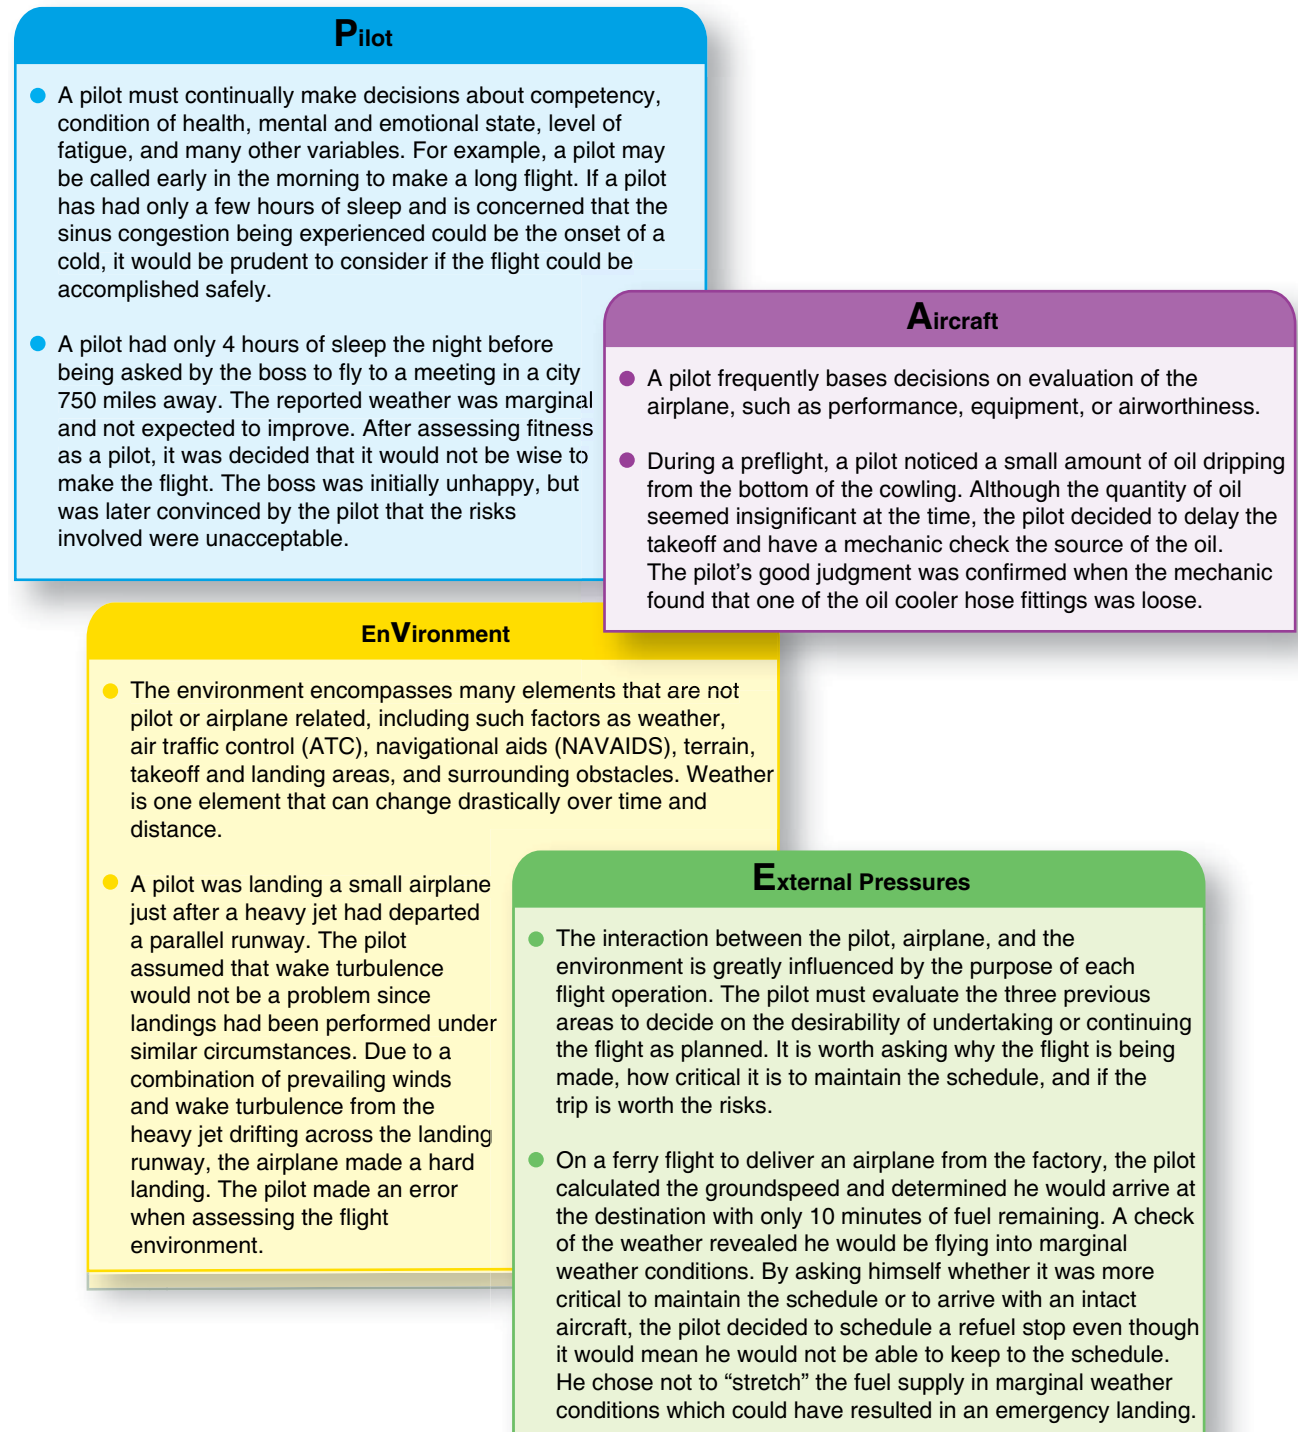 Pilot
A pilot must continually make decisions about competency,
condition of health, mental and emotional state, level of
fatigue, and many other variables. For example, a pilot may
be called early in the morning to make a long flight. If a pilot
has had only a few hours of sleep and is concerned that the
sinus congestion being experienced could be the onset of a
cold, it would be prudent to consider if the flight could be
accomplished safely.
A pilot had only 4 hours of sleep the night before
being asked by the boss to fly to a meeting in a city
750 miles away. The reported weather was marginal
and not expected to improve. After assessing fitness
as a pilot, it was decided that it would not be wise to
make the flight. The boss was initially unhappy, but
was later convinced by the pilot that the risks
involved were unacceptable.
Aircraft
A pilot frequently bases decisions on evaluation of the
airplane, such as performance, equipment, or airworthiness.
During a preflight, a pilot noticed a small amount of oil dripping
from the bottom of the cowling. Although the quantity of oil
seemed insignificant at the time, the pilot decided to delay the
takeoff and have a mechanic check the source of the oil.
The pilot's good judgment was confirmed when the mechanic
found that one of the oil cooler hose fittings was loose.
EnVironment
The environment encompasses many elements that are not
pilot or airplane related, including such factors as weather,
air traffic control (ATC), navigational aids (NAVAIDS), terrain,
takeoff and landing areas, and surrounding obstacles. Weather
is one element that can change drastically over time and
distance.
A pilot was landing a small airplane
just after a heavy jet had departed
a parallel runway. The pilot
assumed that wake turbulence
would not be a problem since
landings had been performed under
similar circumstances. Due to a
combination of prevailing winds
and wake turbulence from the
heavy jet drifting across the landing
runway, the airplane made a hard
landing. The pilot made an error
when assessing the flight
environment.
External Pressures
The interaction between the pilot, airplane, and the
environment is greatly influenced by the purpose of each
flight operation. The pilot must evaluate the three previous
areas to decide on the desirability of undertaking or continuing
the flight as planned. It is worth asking why the flight is being
made, how critical it is to maintain the schedule, and if the
trip is worth the risks.
On a ferry flight to deliver an airplane from the factory, the pilot
calculated the groundspeed and determined he would arrive at
the destination with only 10 minutes of fuel remaining. A check
of the weather revealed he would be flying into marginal
weather conditions. By asking himself whether it was more
critical to maintain the schedule or to arrive with an intact
aircraft, the pilot decided to schedule a refuel stop even though
it would mean he would not be able to keep to the schedule.
He chose not to “stretch” the fuel supply in marginal weather
conditions which could have resulted in an emergency landing.